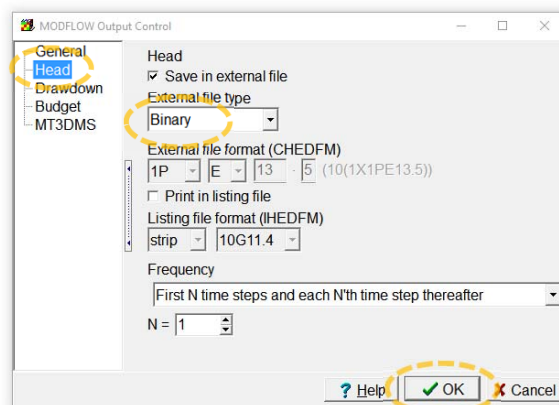 MODFLOW Output Control
General
Head
Drawdown
Budget
MT3DMS
Head
Save in external file
External file type
Binary
External file format (CHEDFM)
1P E 13 . 5 (10(1X1PE13.5))
Print in listing file
Listing file format (IHEDFM)
strip 10G11.4
Frequency
First N time steps and each N'th time step thereafter
N = 1
? Help OK Cancel